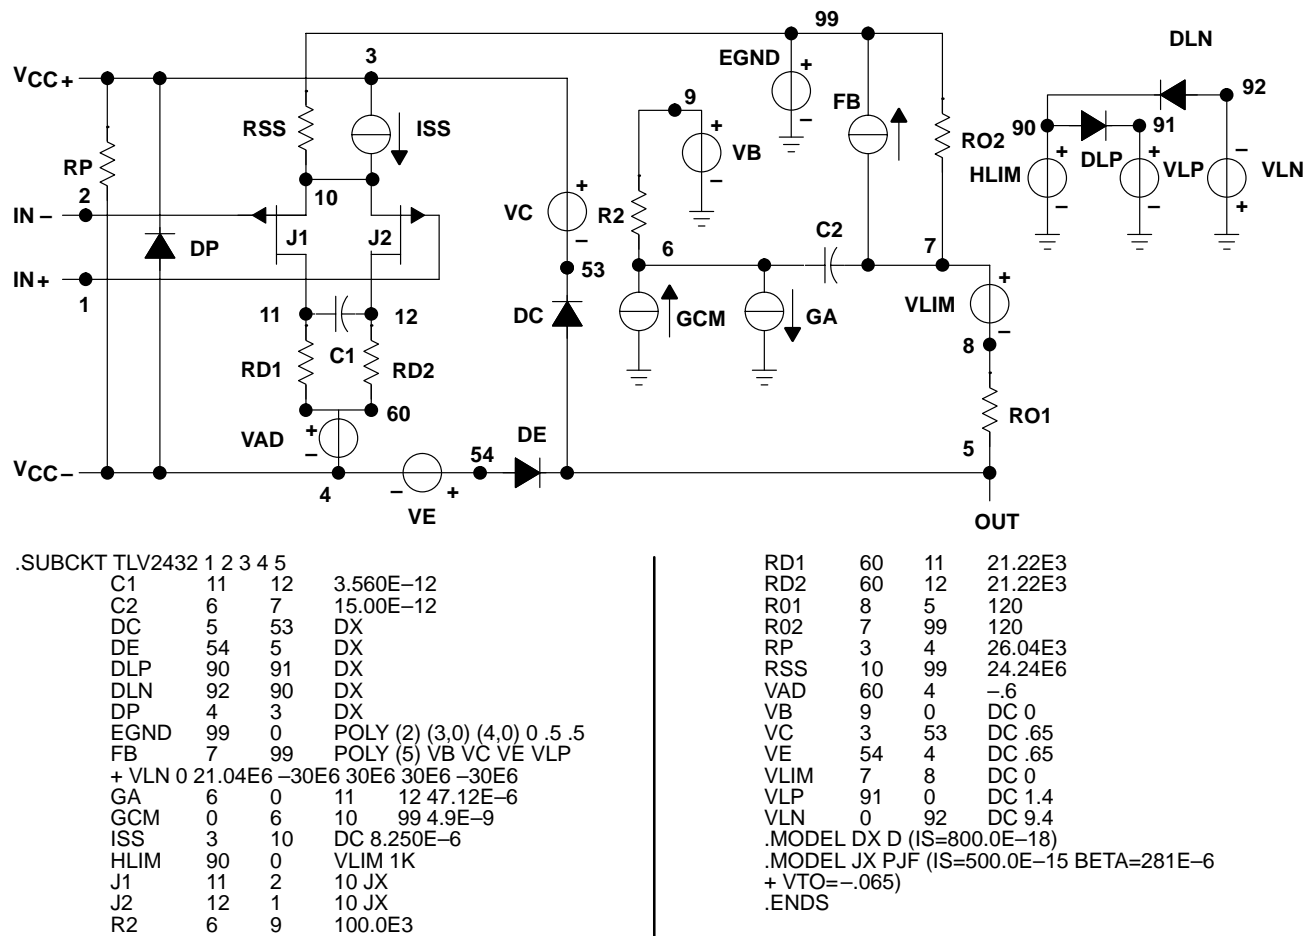 99
DLN
3
VCC+
EGND
+
–
9
FB
92
RSS
ISS
+
–
VB
90
91
RO2
DLP
RP
10
HLIM
+
–
+
–
VLP
–
+
VLN
2
IN –
VC
+
–
R2
J1
J2
C2
DP
6
7
IN +
1
53
GCM
GA
VLIM
+
–
11
12
DC
8
C1
RD1
RD2
60
RO1
VAD
+
–
DE
54
5
VCC–
4
–
+
VE
OUT
.SUBCKT TLV2432 1 2 3 4 5
C1 11 12 3.560E–12
C2 6 7 15.00E–12
DC 5 53 DX
DE 54 5 DX
DLP 90 91 DX
DLN 92 90 DX
DP 4 3 DX
EGND 99 0 POLY (2) (3,0) (4,0) 0 .5 .5
FB 7 99 POLY (5) VB VC VE VLP
+ VLN 0 21.04E6 –30E6 30E6 30E6 –30E6
GA 6 0 11 12 47.12E–6
GCM 0 6 10 99 4.9E–9
ISS 3 10 DC 8.250E–6
HLIM 90 0 VLIM 1K
J1 11 2 10 JX
J2 12 1 10 JX
R2 6 9 100.0E3
RD1 60 11 21.22E3
RD2 60 12 21.22E3
R01 8 5 120
R02 7 99 120
RP 3 4 26.04E3
RSS 10 99 24.24E6
VAD 60 4 –.6
VB 9 0 DC 0
VC 3 53 DC .65
VE 54 4 DC .65
VLIM 7 8 DC 0
VLP 91 0 DC 1.4
VLN 0 92 DC 9.4
.MODEL DX D (IS=800.0E–18)
.MODEL JX PJF (IS=500.0E–15 BETA=281E–6
+ VTO=–.065)
.ENDS